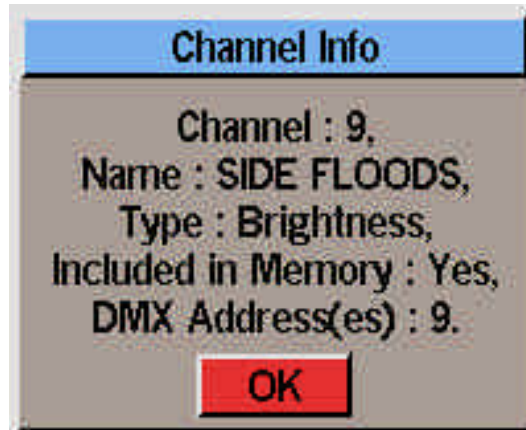 Channel Info
Channel : 9,
Name : SIDE FLOODS,
Type : Brightness,
Included in Memory : Yes,
DMX Address(es) : 9.
OK